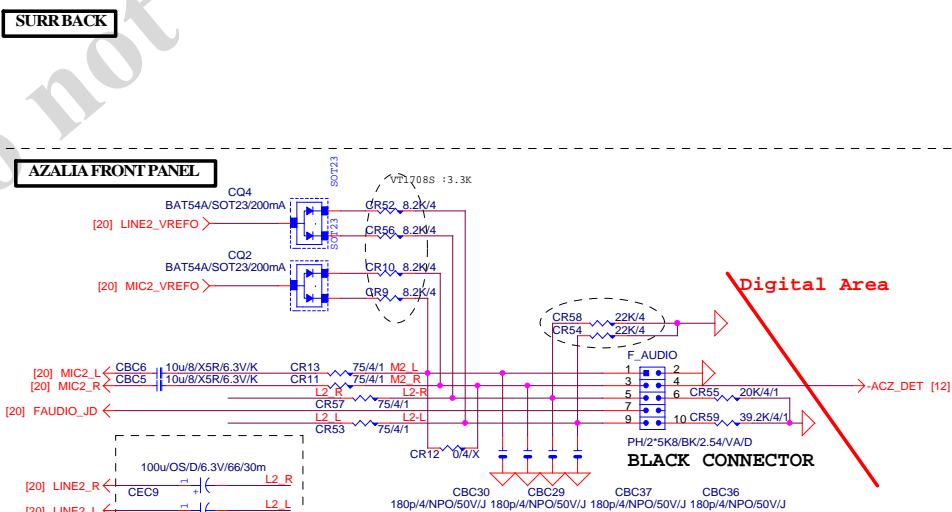 SURR BACK
o not
AZALIA FRONT PANEL
SOT23
VT1708S :3.3K
CQ4
BAT54A/SOT23/200mA
CR52 8.2K/4
[20] LINE2_VREFO
SOT23
CR56 8.2K/4
CQ2
BAT54A/SOT23/200mA
CR10 8.2K/4
[20] MIC2_VREFO
CR9 8.2K/4
Digital Area
CR58 22K/4
CR54 22K/4
F_AUDIO
[20] MIC2_L CBC6 10u/8/X5R/6.3V/K CR13 75/4/1 M2_L 1 2
[20] MIC2_R CBC5 10u/8/X5R/6.3V/K CR11 75/4/1 M2_R 3 4 -ACZ_DET [12]
L2_R L2-R 5 6 CR55 20K/4/1
CR57 75/4/1
[20] FAUDIO_JD 7
L2_L L2-L 9 10 CR59 39.2K/4/1
CR53 75/4/1
PH/2*5K8/BK/2.54/VA/D
CR12 0/4/X
BLACK CONNECTOR
100u/OS/D/6.3V/66/30m
[20] LINE2_R CEC9 1 + L2_R
CBC30 CBC29 CBC37 CBC36
180p/4/NPO/50V/J 180p/4/NPO/50V/J 180p/4/NPO/50V/J 180p/4/NPO/50V/J
[20] LINE2_L 1 L2_L